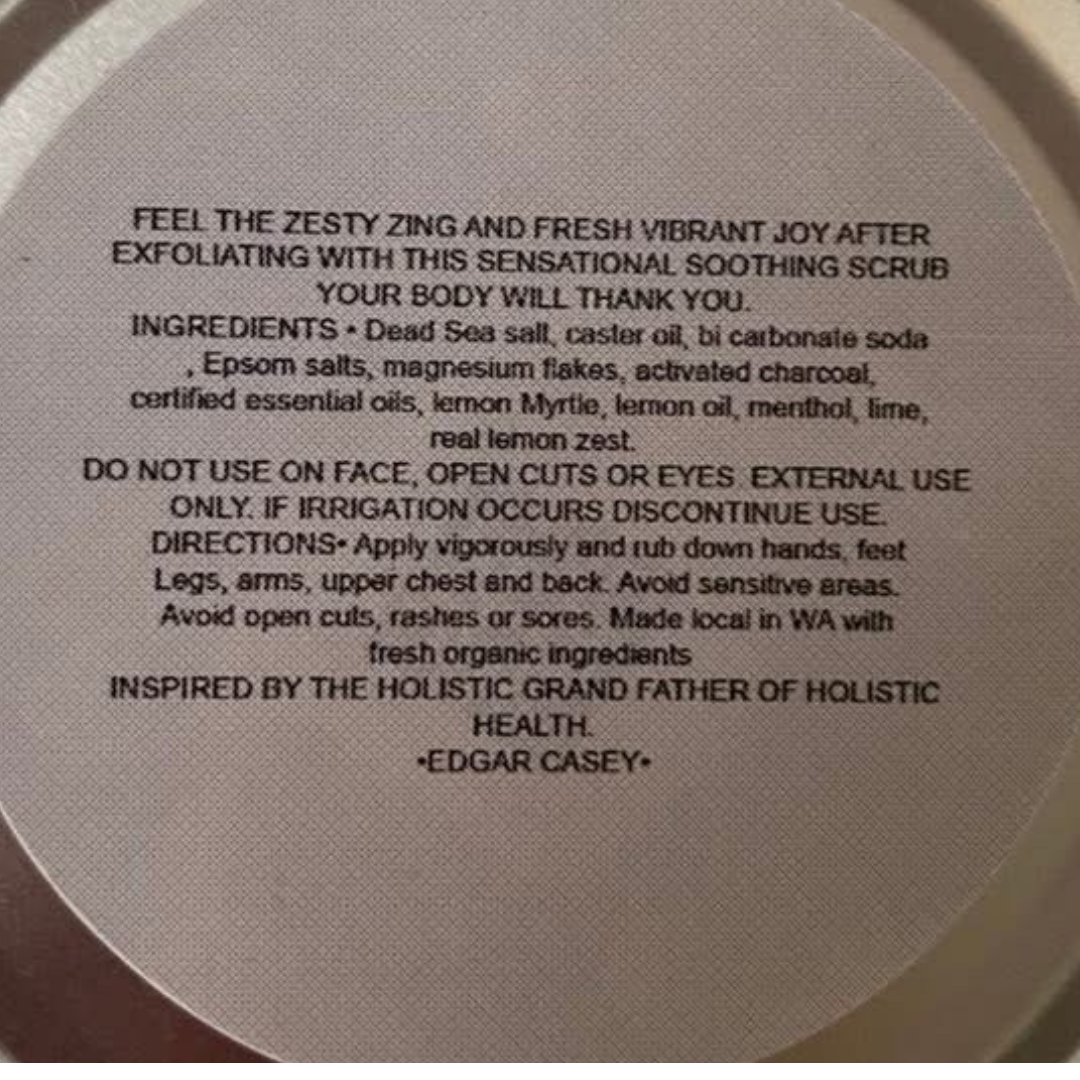 FEEL THE ZESTY ZING AND FRESH VIBRANT JOY AFTER
EXFOLIATING WITH THIS SENSATIONAL SOOTHING SCRUB
YOUR BODY WILL THANK YOU.
INGREDIENTS • Dead Sea salt, caster oil, bi carbonate soda
, Epsom salts, magnesium flakes, activated charcoal,
certified essential oils, lemon Myrtle, lemon oil, menthol, lime,
real lemon zest.
DO NOT USE ON FACE, OPEN CUTS OR EYES EXTERNAL USE
ONLY. IF IRRIGATION OCCURS DISCONTINUE USE.
DIRECTIONS• Apply vigorously and rub down hands, feet
Legs, arms, upper chest and back. Avoid sensitive areas.
Avoid open cuts, rashes or sores. Made local in WA with
fresh organic ingredients
INSPIRED BY THE HOLISTIC GRAND FATHER OF HOLISTIC
HEALTH.
•EDGAR CASEY•